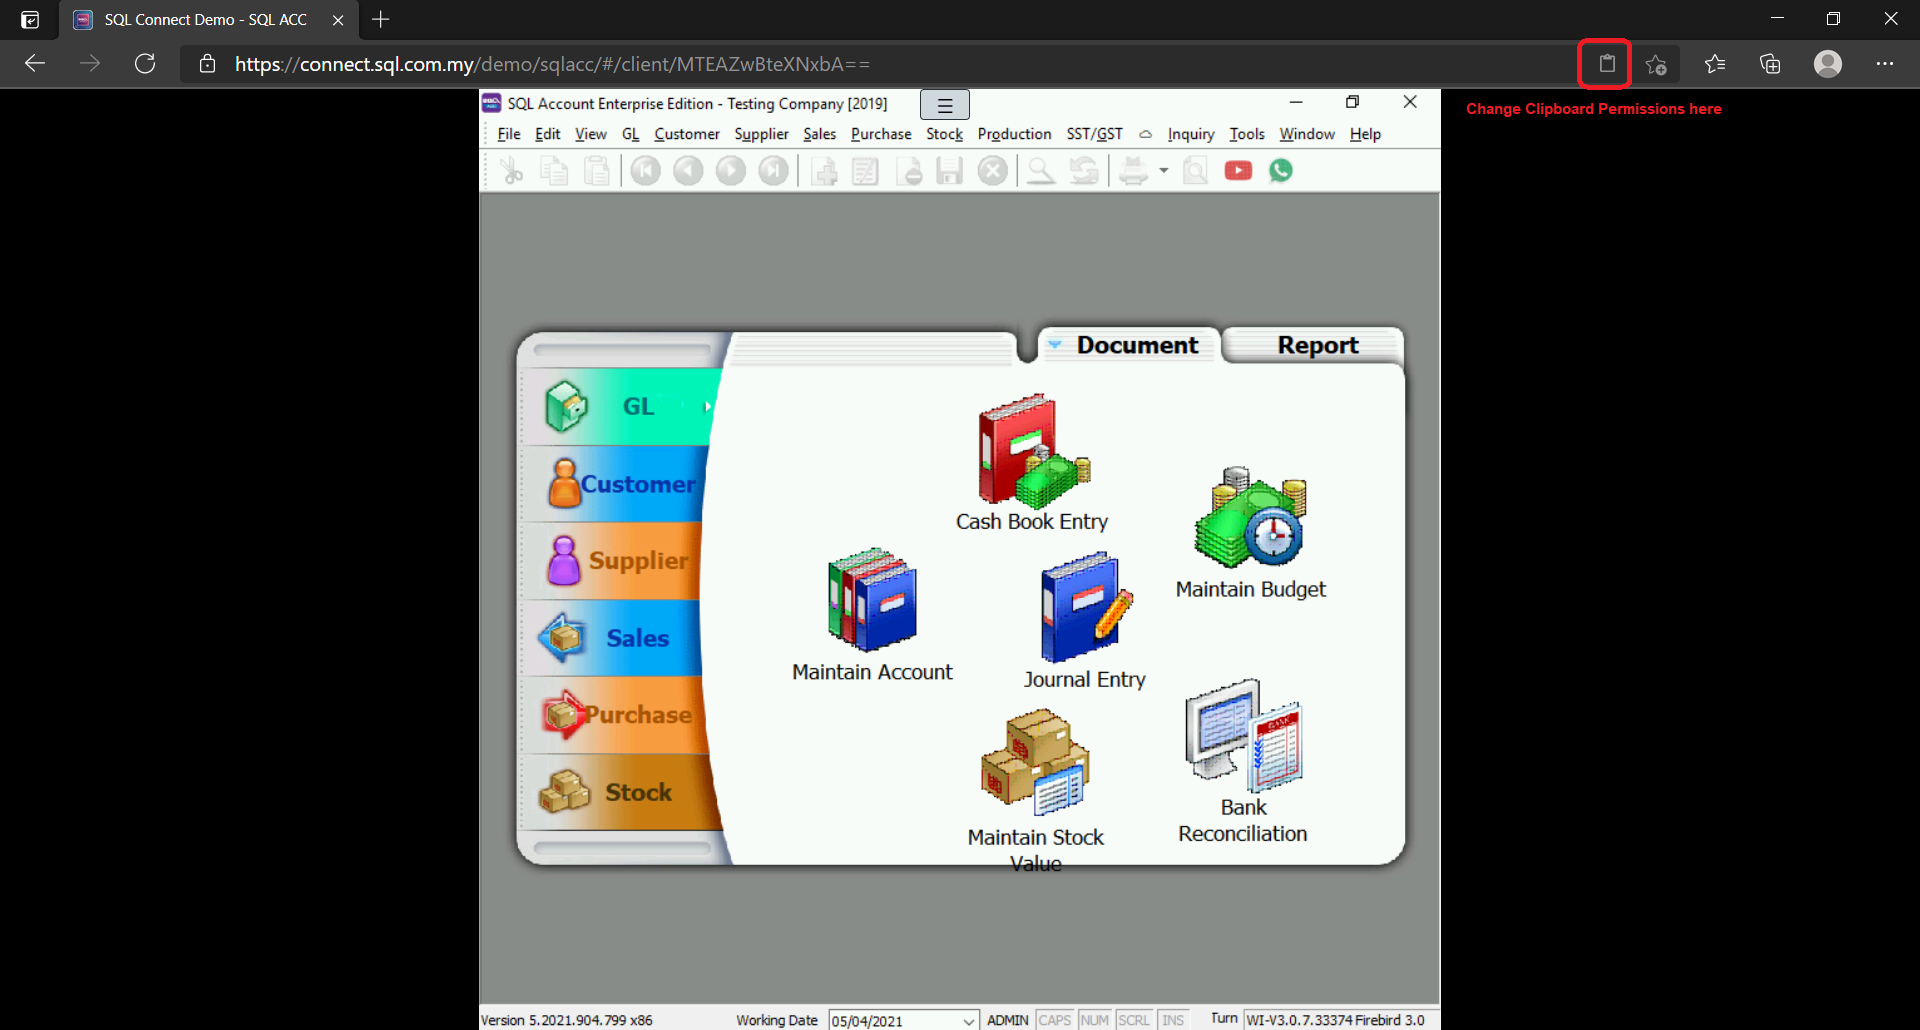 SQL Connect Demo - SQL ACC
https://connect.sql.com.my/demo/sqlacc/#/client/MTEAZwBteXNxbA==
Change Clipboard Permissions here
SQL Account Enterprise Edition - Testing Company [2019]
File Edit View GL Customer Supplier Sales Purchase Stock Production SST/GST Inquiry Tools Window Help
Document Report
GL
Customer
Supplier
Sales
Purchase
Stock
Cash Book Entry
Maintain Budget
Maintain Account
Journal Entry
BANK
Maintain Stock
Value
Bank
Reconciliation
Version 5.2021.904.799 x86 Working Date 05/04/2021 ADMIN CAPS NUM SCRL INS Turn WI-V3.0.7.33374 Firebird 3.0